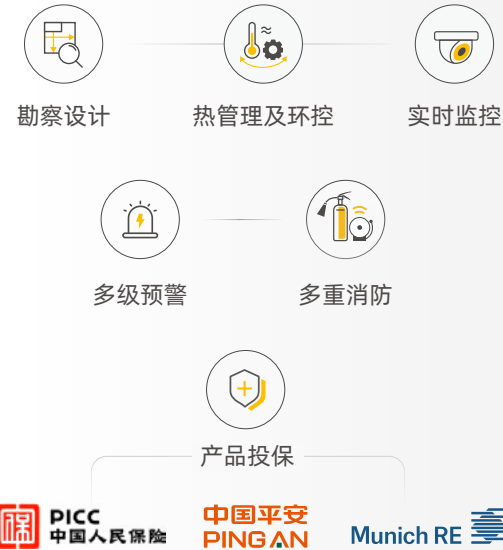 勘察设计
热管理及环控
实时监控
多级预警
多重消防
产品投保
PICC
中国人民保险
中国平安
PING AN
Munich RE